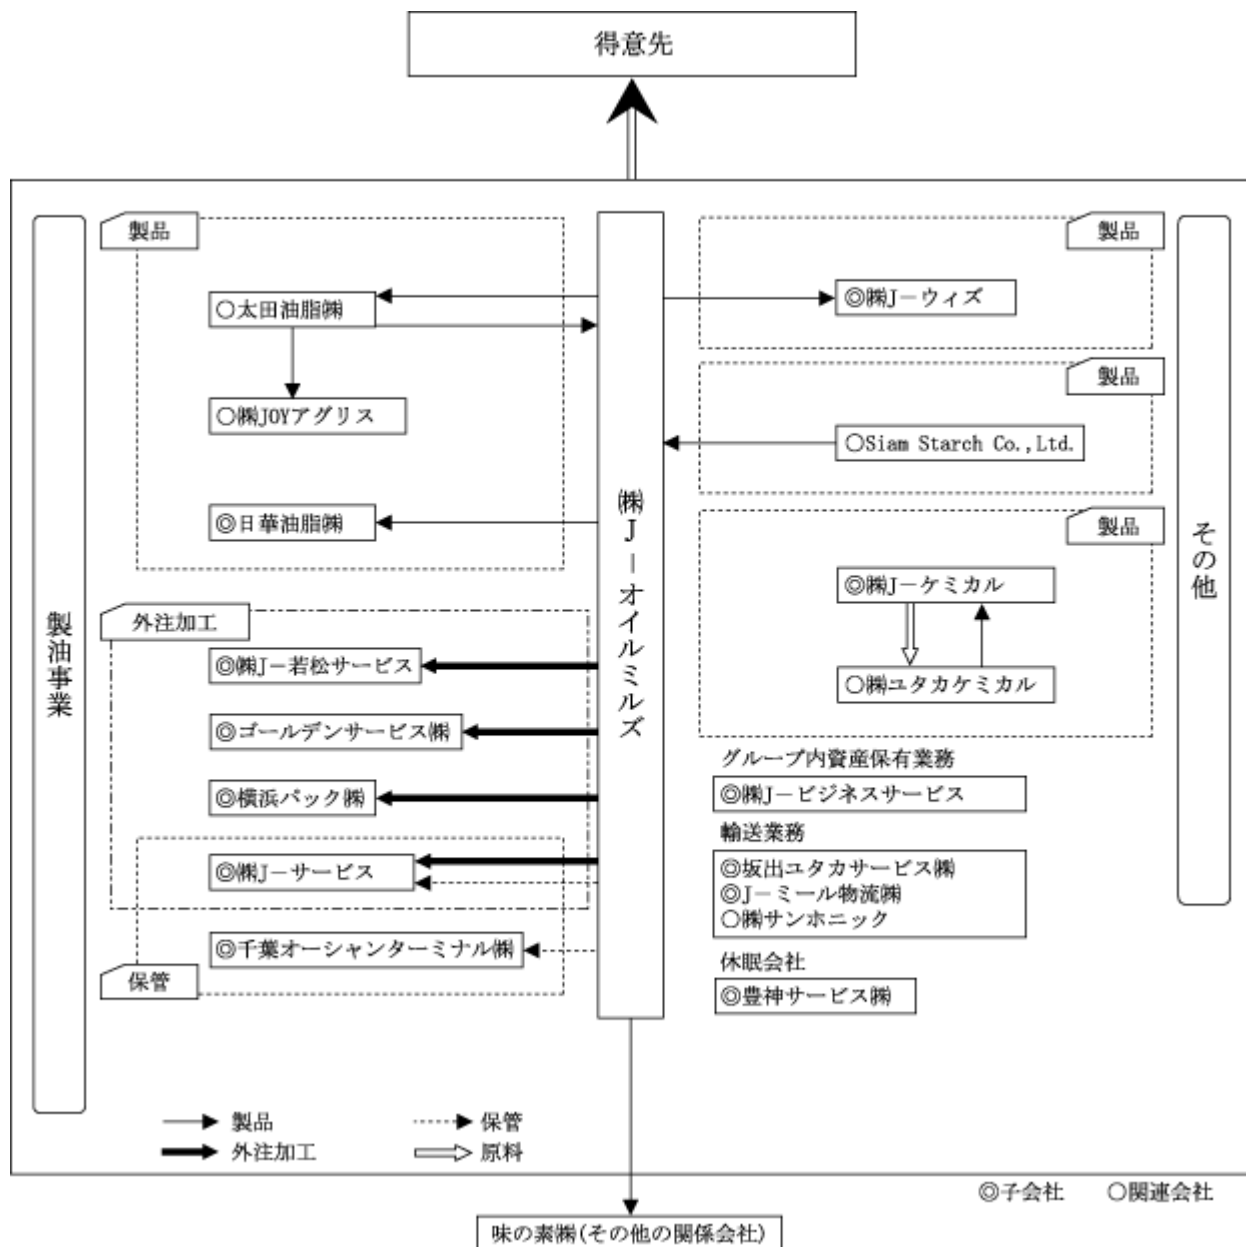 得意先
製油事業
製品
○太田油脂㈱
○㈱JOYアグリス
◎日華油脂㈱
外注加工
◎㈱J－若松サービス
◎ゴールデンサービス㈱
◎横浜パック㈱
◎㈱J－サービス
◎千葉オーシャンターミナル㈱
保管
㈱J－オイルミルズ
製品
◎㈱J－ウィズ
製品
○Siam Starch Co.,Ltd.
製品
◎㈱J－ケミカル
○㈱ユタカケミカル
グループ内資産保有業務
◎㈱J－ビジネスサービス
輸送業務
◎坂出ユタカサービス㈱
◎J－ミール物流㈱
○㈱サンホニック
休眠会社
◎豊神サービス㈱
その他
製品
保管
外注加工
原料
◎子会社　○関連会社
味の素㈱(その他の関係会社)